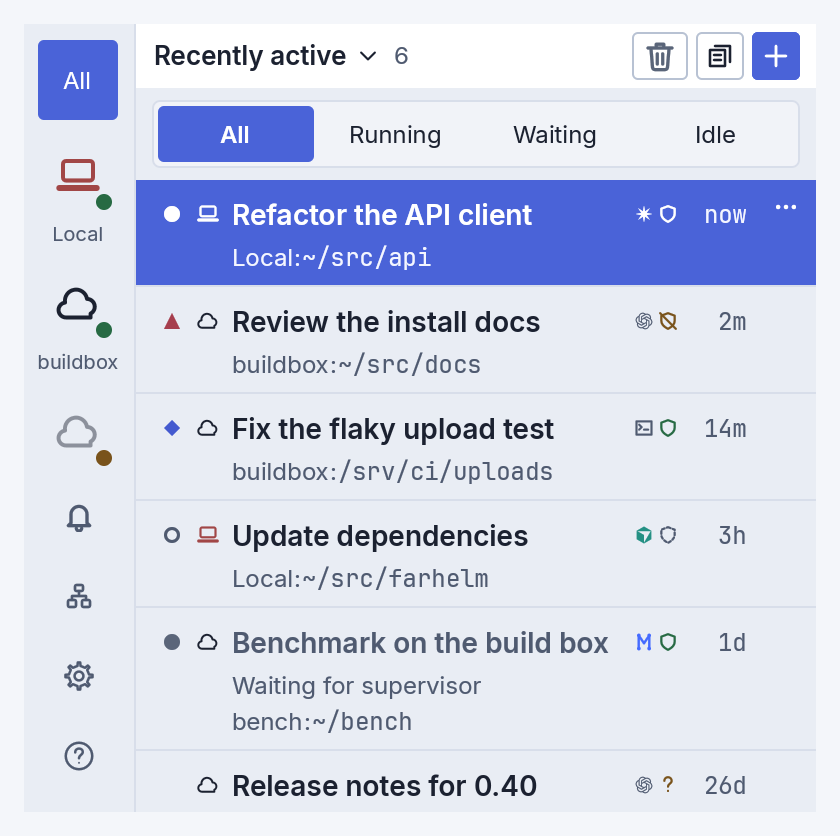 All
Recently active 6
All Running Waiting Idle
Refactor the API client now
Local:~/src/api
Local
Review the install docs 2m
buildbox:~/src/docs
buildbox
Fix the flaky upload test 14m
buildbox:/srv/ci/uploads
Update dependencies 3h
Local:~/src/farhelm
Benchmark on the build box 1d
Waiting for supervisor
bench:~/bench
Release notes for 0.40 ? 26d